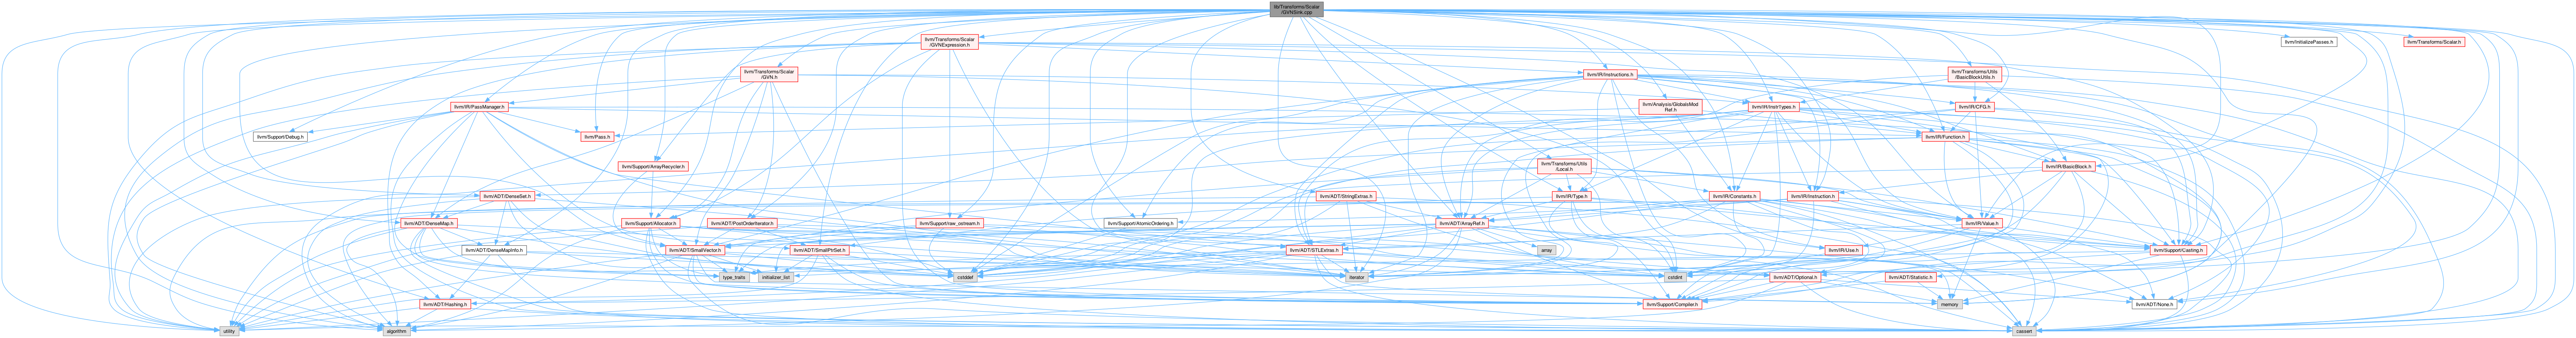 lib/Transforms/Scalar
/GVNSink.cpp
llvm/Transforms/Scalar
/GVNExpression.h
llvm/InitializePasses.h
llvm/Transforms/Scalar.h
llvm/Transforms/Scalar
/GVN.h
llvm/IR/Instructions.h
llvm/Transforms/Utils
/BasicBlockUtils.h
llvm/IR/PassManager.h
llvm/Analysis/GlobalsMod
Ref.h
llvm/IR/InstrTypes.h
llvm/IR/CFG.h
llvm/Support/Debug.h
llvm/Pass.h
llvm/IR/Function.h
llvm/Support/ArrayRecycler.h
llvm/Transforms/Utils
/Local.h
llvm/IR/BasicBlock.h
llvm/ADT/DenseSet.h
llvm/ADT/StringExtras.h
llvm/IR/Type.h
llvm/IR/Constants.h
llvm/IR/Instruction.h
llvm/ADT/DenseMap.h
llvm/Support/Allocator.h
llvm/ADT/PostOrderIterator.h
llvm/Support/raw_ostream.h
llvm/Support/AtomicOrdering.h
llvm/ADT/ArrayRef.h
llvm/IR/Value.h
llvm/ADT/DenseMapInfo.h
llvm/ADT/SmallVector.h
llvm/ADT/SmallPtrSet.h
llvm/ADT/STLExtras.h
array
llvm/IR/Use.h
llvm/Support/Casting.h
type_traits
initializer_list
cstddef
iterator
cstdint
llvm/ADT/Optional.h
llvm/ADT/Statistic.h
llvm/ADT/Hashing.h
llvm/Support/Compiler.h
memory
llvm/ADT/None.h
utility
algorithm
cassert